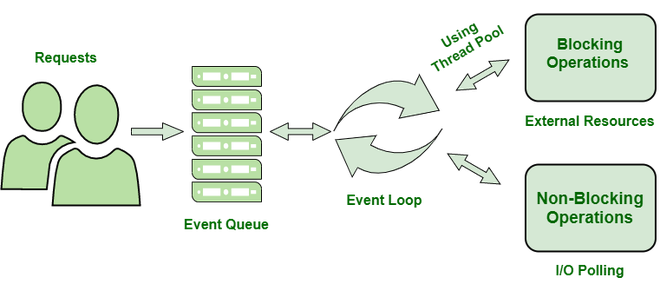 Requests
Event Queue
Event Loop
Using
Thread Pool
Blocking
Operations
External Resources
Non-Blocking
Operations
I/O Polling